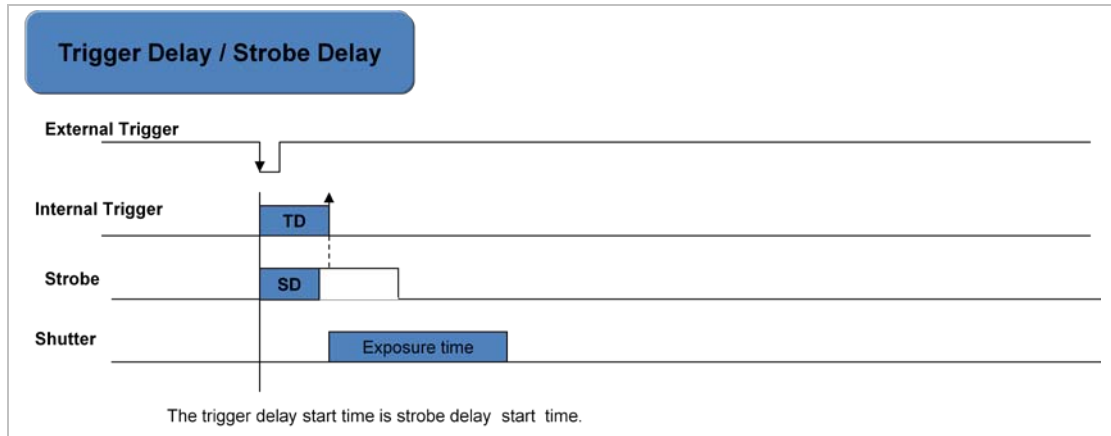 Trigger Delay / Strobe Delay
External Trigger
Internal Trigger
TD
Strobe
SD
Shutter
Exposure time
The trigger delay start time is strobe delay start time.